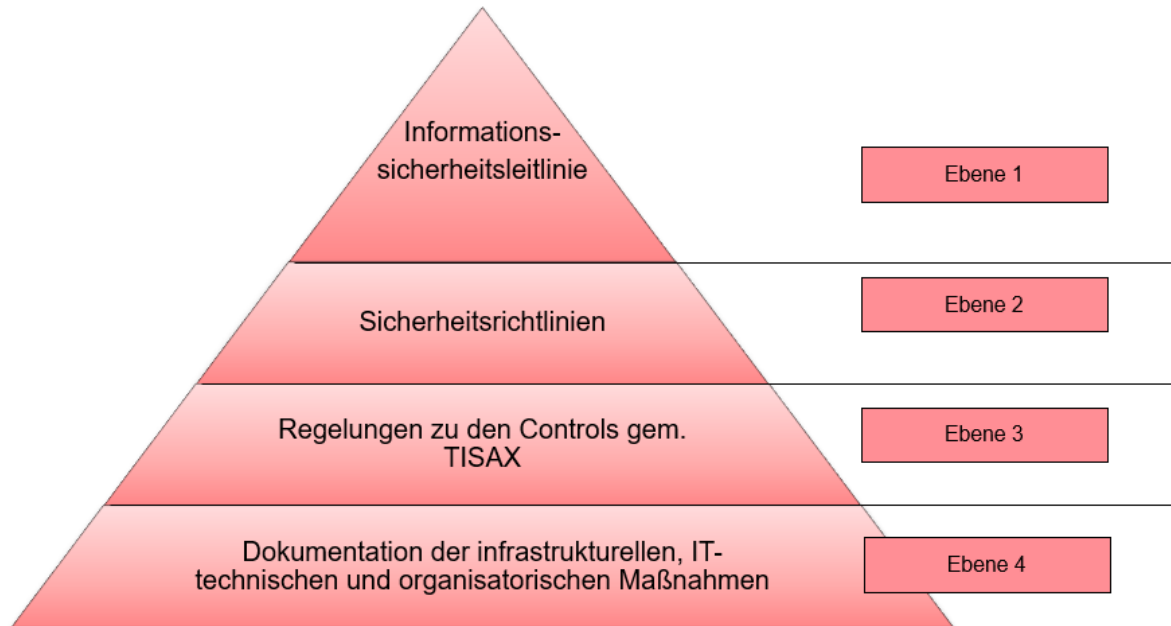 Informations-
sicherheitsleitlinie
Ebene 1
Sicherheitsrichtlinien
Ebene 2
Regelungen zu den Controls gem.
TISAX
Ebene 3
Dokumentation der infrastrukturellen, IT-
technischen und organisatorischen Maßnahmen
Ebene 4